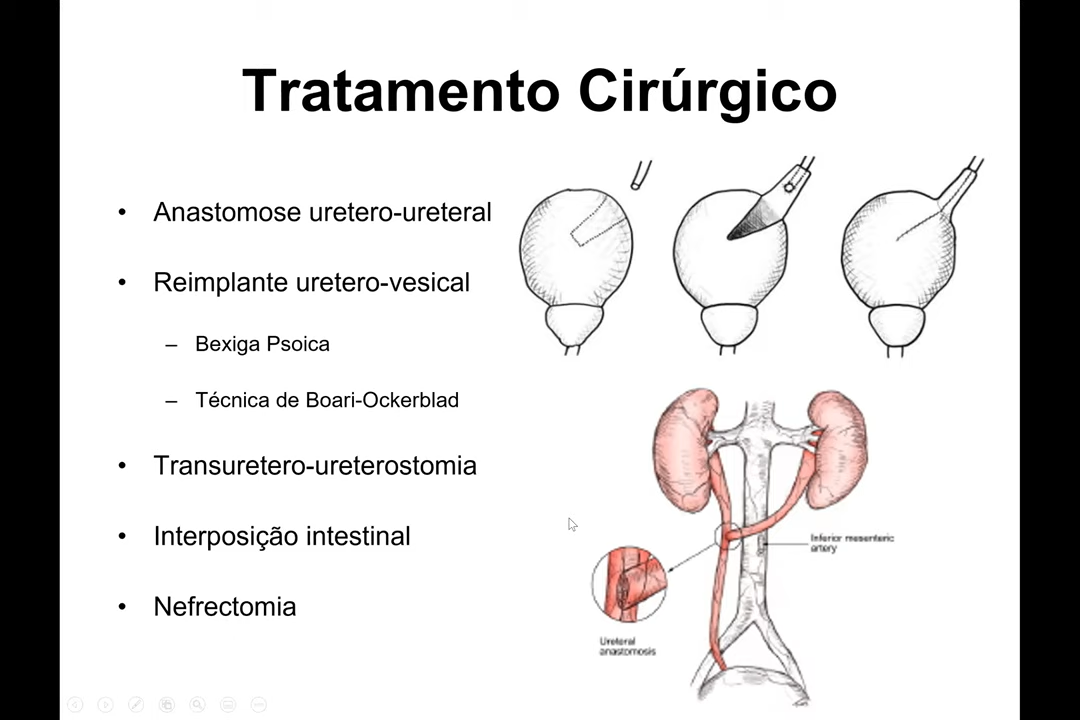 Tratamento Cirúrgico
• Anastomose uretero-ureteral
• Reimplante uretero-vesical
– Bexiga Psoica
– Técnica de Boari-Ockerblad
• Transuretero-ureterostomia
• Interposição intestinal
• Nefrectomia
Inferior mesenteric
artery
Ureteral
anastomosis